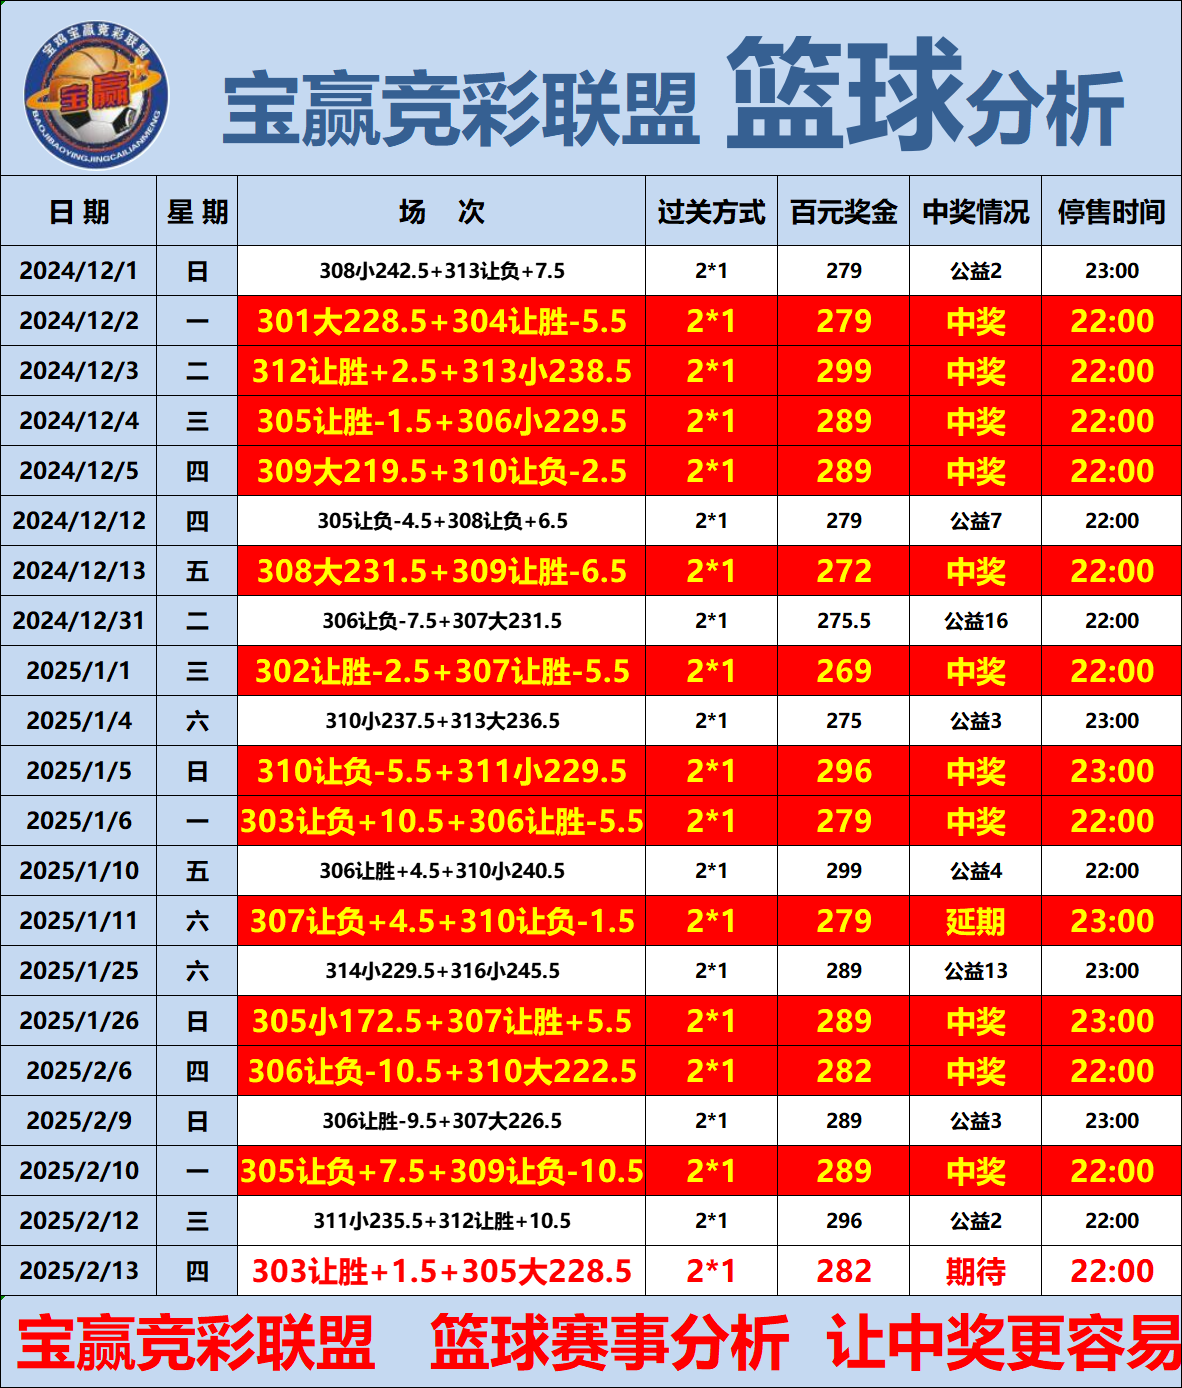 宝鸡宝赢竞彩联盟
宝赢
BAOJIBAOYINGJINGCAILIANMENG
宝赢竞彩联盟 篮球分析
日期 星期 场 次 过关方式 百元奖金 中奖情况 停售时间
2024/12/1 日 308小242.5+313让负+7.5 2*1 279 公益2 23:00
2024/12/2 一 301大228.5+304让胜-5.5 2*1 279 中奖 22:00
2024/12/3 二 312让胜+2.5+313小238.5 2*1 299 中奖 22:00
2024/12/4 三 305让胜-1.5+306小229.5 2*1 289 中奖 22:00
2024/12/5 四 309大219.5+310让负-2.5 2*1 289 中奖 22:00
2024/12/12 四 305让负-4.5+308让负+6.5 2*1 279 公益7 22:00
2024/12/13 五 308大231.5+309让胜-6.5 2*1 272 中奖 22:00
2024/12/31 二 306让负-7.5+307大231.5 2*1 275.5 公益16 22:00
2025/1/1 三 302让胜-2.5+307让胜-5.5 2*1 269 中奖 22:00
2025/1/4 六 310小237.5+313大236.5 2*1 275 公益3 23:00
2025/1/5 日 310让负-5.5+311小229.5 2*1 296 中奖 23:00
2025/1/6 一 303让负+10.5+306让胜-5.5 2*1 279 中奖 22:00
2025/1/10 五 306让胜+4.5+310小240.5 2*1 299 公益4 22:00
2025/1/11 六 307让负+4.5+310让负-1.5 2*1 279 延期 23:00
2025/1/25 六 314小229.5+316小245.5 2*1 289 公益13 23:00
2025/1/26 日 305小172.5+307让胜+5.5 2*1 289 中奖 23:00
2025/2/6 四 306让负-10.5+310大222.5 2*1 282 中奖 22:00
2025/2/9 日 306让胜-9.5+307大226.5 2*1 289 公益3 23:00
2025/2/10 一 305让负+7.5+309让负-10.5 2*1 289 中奖 22:00
2025/2/12 三 311小235.5+312让胜+10.5 2*1 296 公益2 22:00
2025/2/13 四 303让胜+1.5+305大228.5 2*1 282 期待 22:00
宝赢竞彩联盟 篮球赛事分析 让中奖更容易